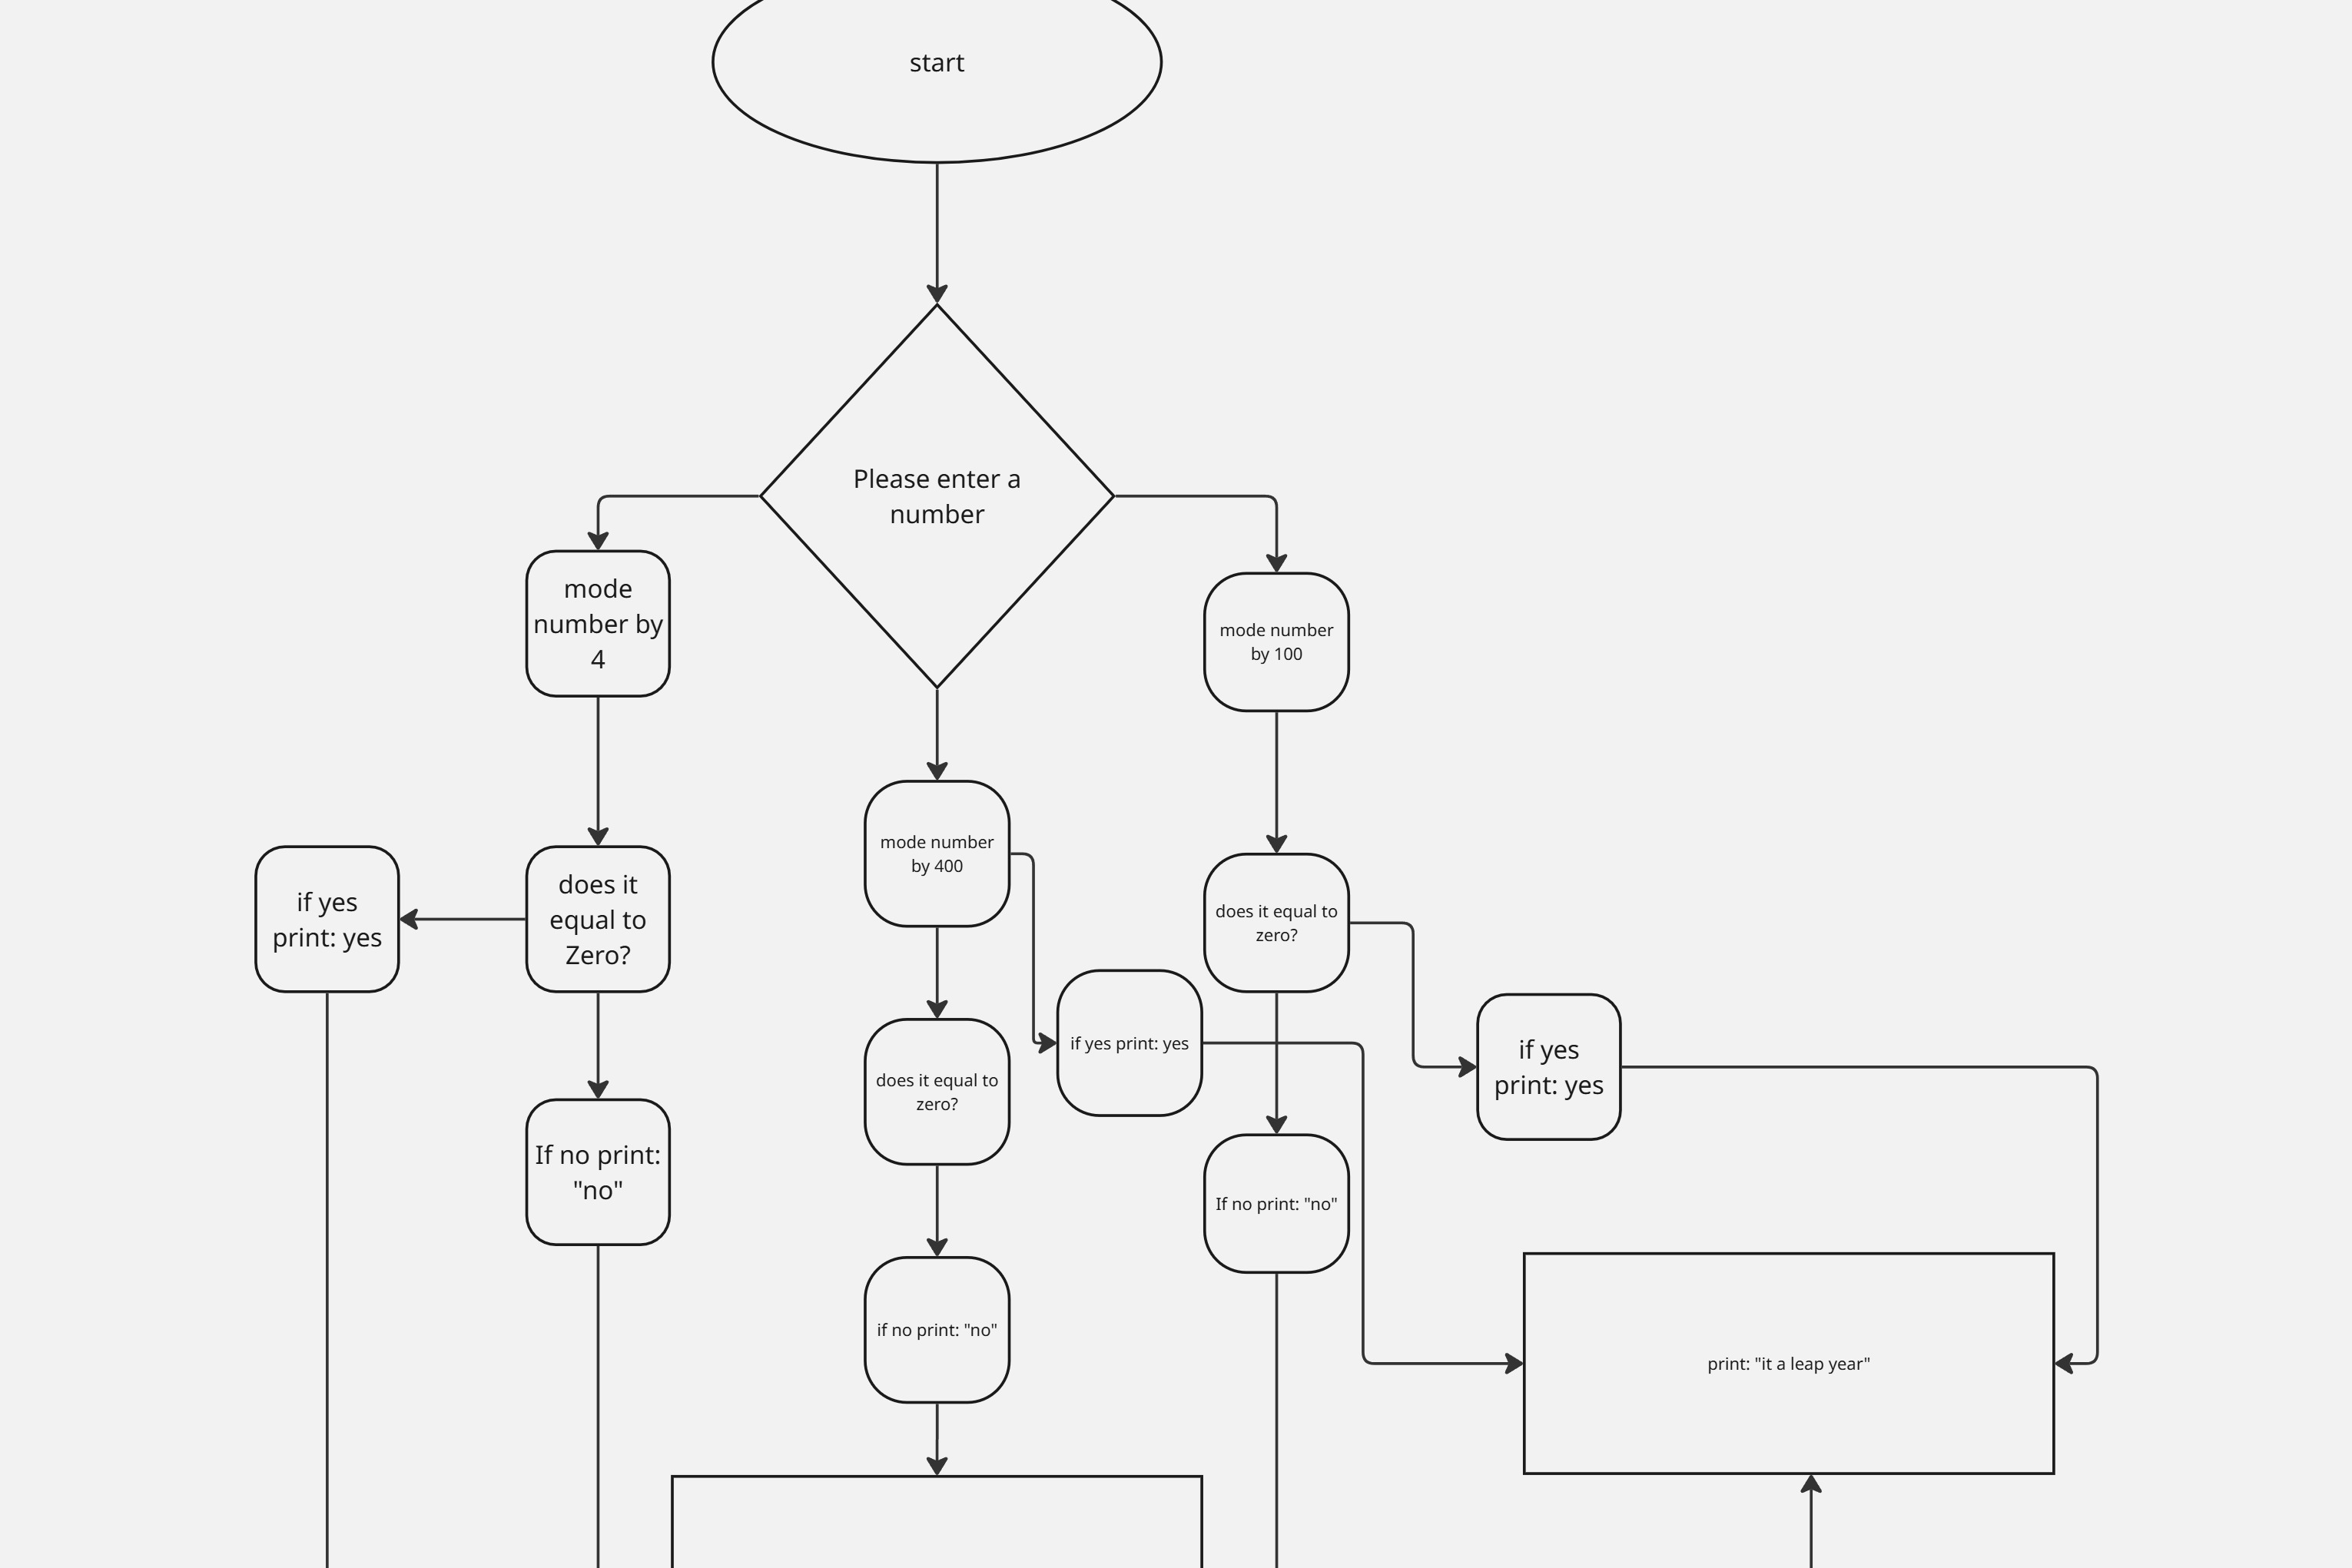 start
Please enter a
number
mode
number by
4
mode number
by 100
mode number
by 400
if yes
print: yes
does it
equal to
Zero?
does it equal to
zero?
if yes print: yes
if yes
print: yes
does it equal to
zero?
If no print:
"no"
If no print: "no"
if no print: "no"
print: "it a leap year"